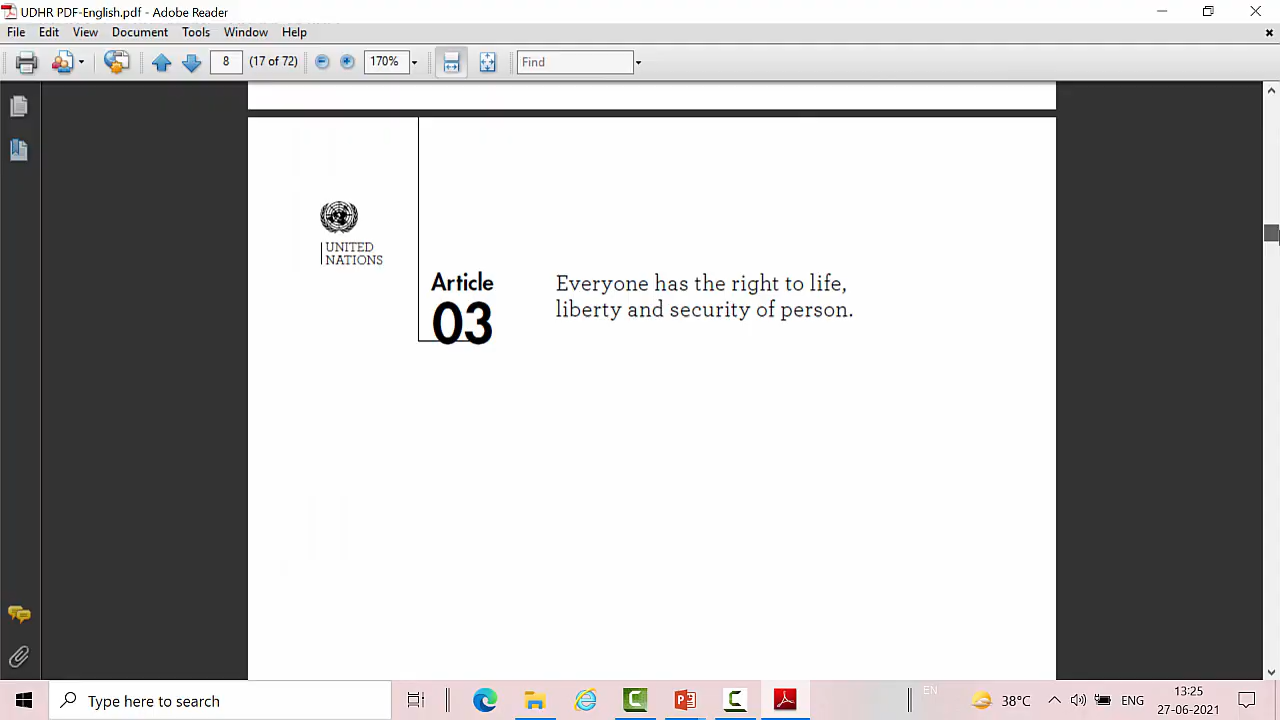 UDHR PDF-English.pdf - Adobe Reader
File Edit View Document Tools Window Help
8 (17 of 72) 170% Find
UNITED
NATIONS
Article
03
Everyone has the right to life,
liberty and security of person.
Type here to search
EN
38°C
ENG
13:25
27-06-2021